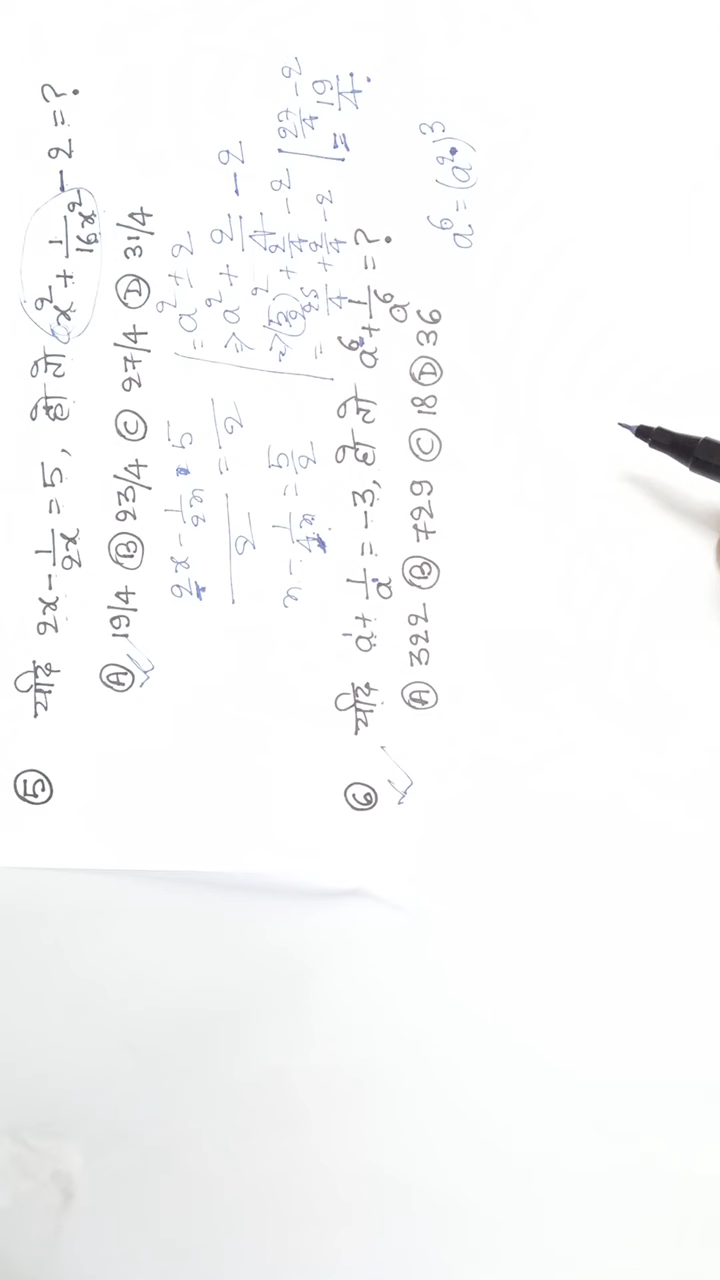 ⑤ यदि 2x - 1/2x = 5, हो तो x² + 1/16x² - 2 = ?
Ⓐ 19/4 Ⓑ 23/4 Ⓒ 27/4 Ⓓ 31/4
2x - 1/2x = 5
2 = 2
x - 1/4x = 5/2
= a² + 2
=> a² + 2/4 - 2
=> (5/2)² + 2/4 - 2
= 25/4 + 2/4 - 2
27/4 - 2
= 19/4.
⑥ यदि a + 1/a = -3, हो तो a⁶ + 1/a⁶ = ?
Ⓐ 322 Ⓑ 729 Ⓒ 18 Ⓓ 36
a⁶ = (a²)³